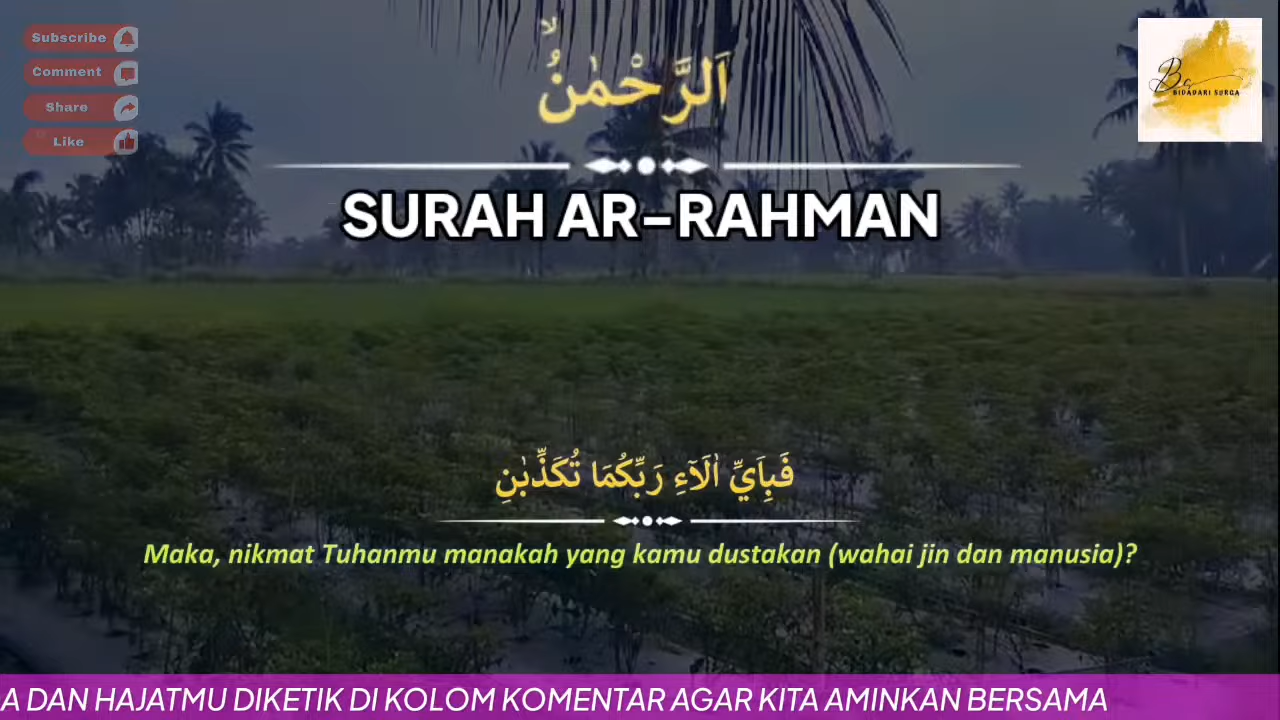 Subscribe
Comment
Share
Like
اَلرَّحْمٰنُۙ
BIDADARI SURGA
SURAH AR-RAHMAN
فَبِاَيِّ اٰلَاۤءِ رَبِّكُمَا تُكَذِّبٰنِ
Maka, nikmat Tuhanmu manakah yang kamu dustakan (wahai jin dan manusia)?
A DAN HAJATMU DIKETIK DI KOLOM KOMENTAR AGAR KITA AMINKAN BERSAMA